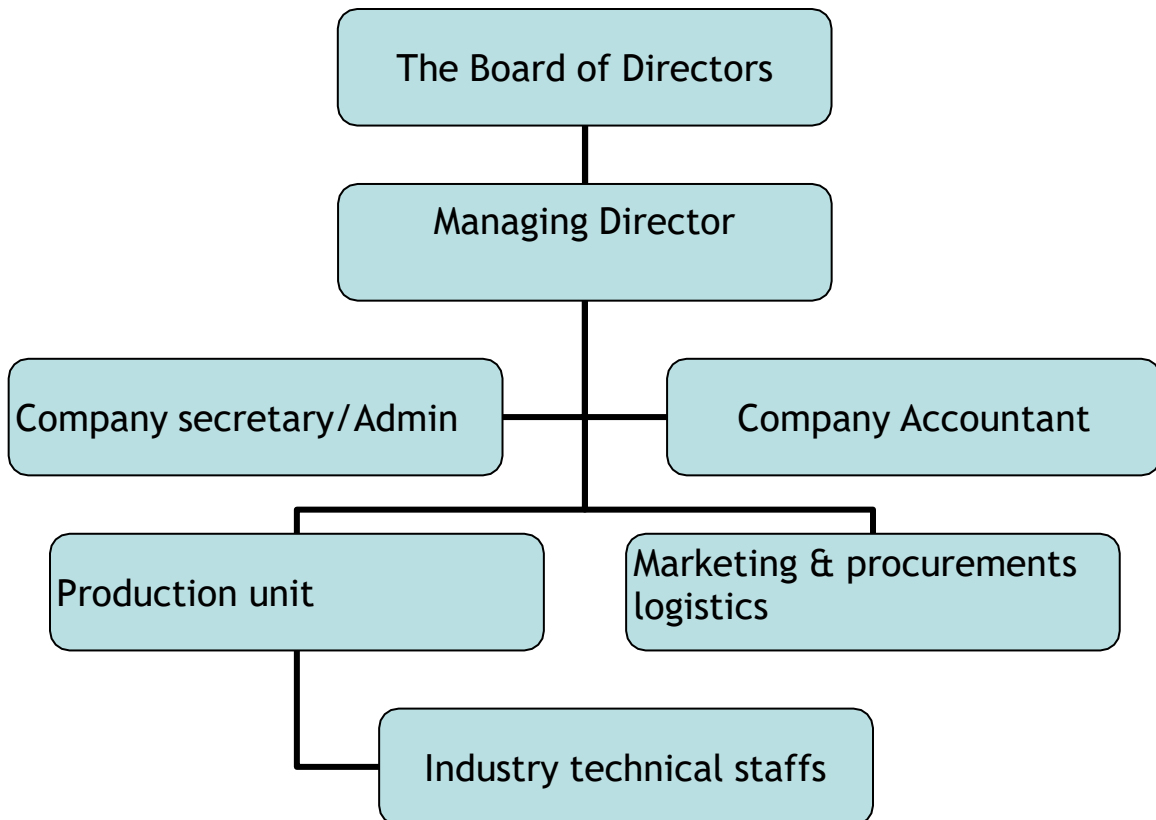 The Board of Directors
Managing Director
Company secretary/Admin
Company Accountant
Production unit
Marketing & procurements
logistics
Industry technical staffs